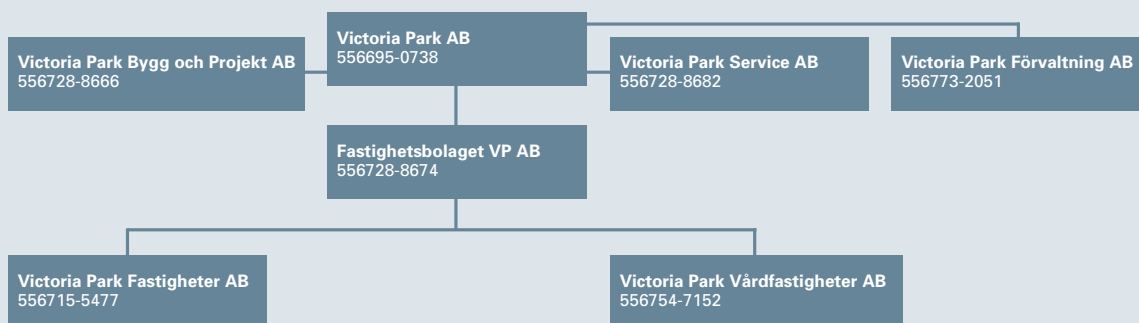 Victoria Park AB
556695-0738
Victoria Park Bygg och Projekt AB
556728-8666
Victoria Park Service AB
556728-8682
Victoria Park Förvaltning AB
556773-2051
Fastighetsbolaget VP AB
556728-8674
Victoria Park Fastigheter AB
556715-5477
Victoria Park Vårdfastigheter AB
556754-7152